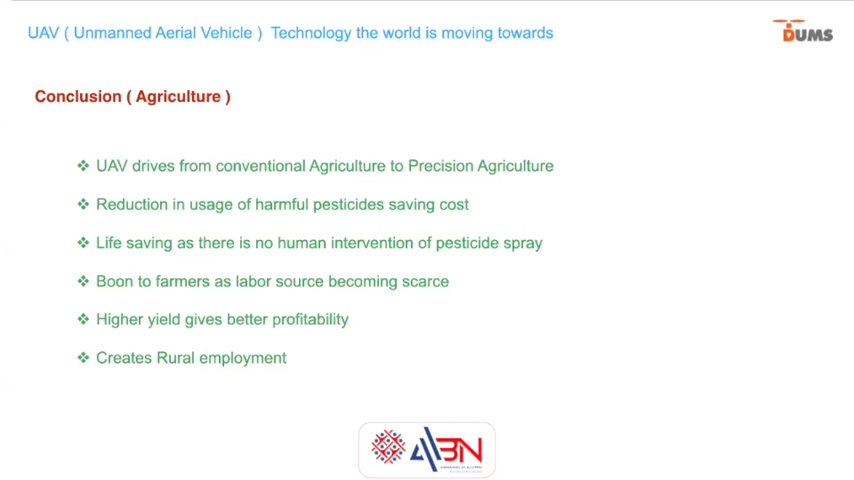 UAV ( Unmanned Aerial Vehicle ) Technology the world is moving towards
DUMS
Conclusion ( Agriculture )
❖ UAV drives from conventional Agriculture to Precision Agriculture
❖ Reduction in usage of harmful pesticides saving cost
❖ Life saving as there is no human intervention of pesticide spray
❖ Boon to farmers as labor source becoming scarce
❖ Higher yield gives better profitability
❖ Creates Rural employment
ABN